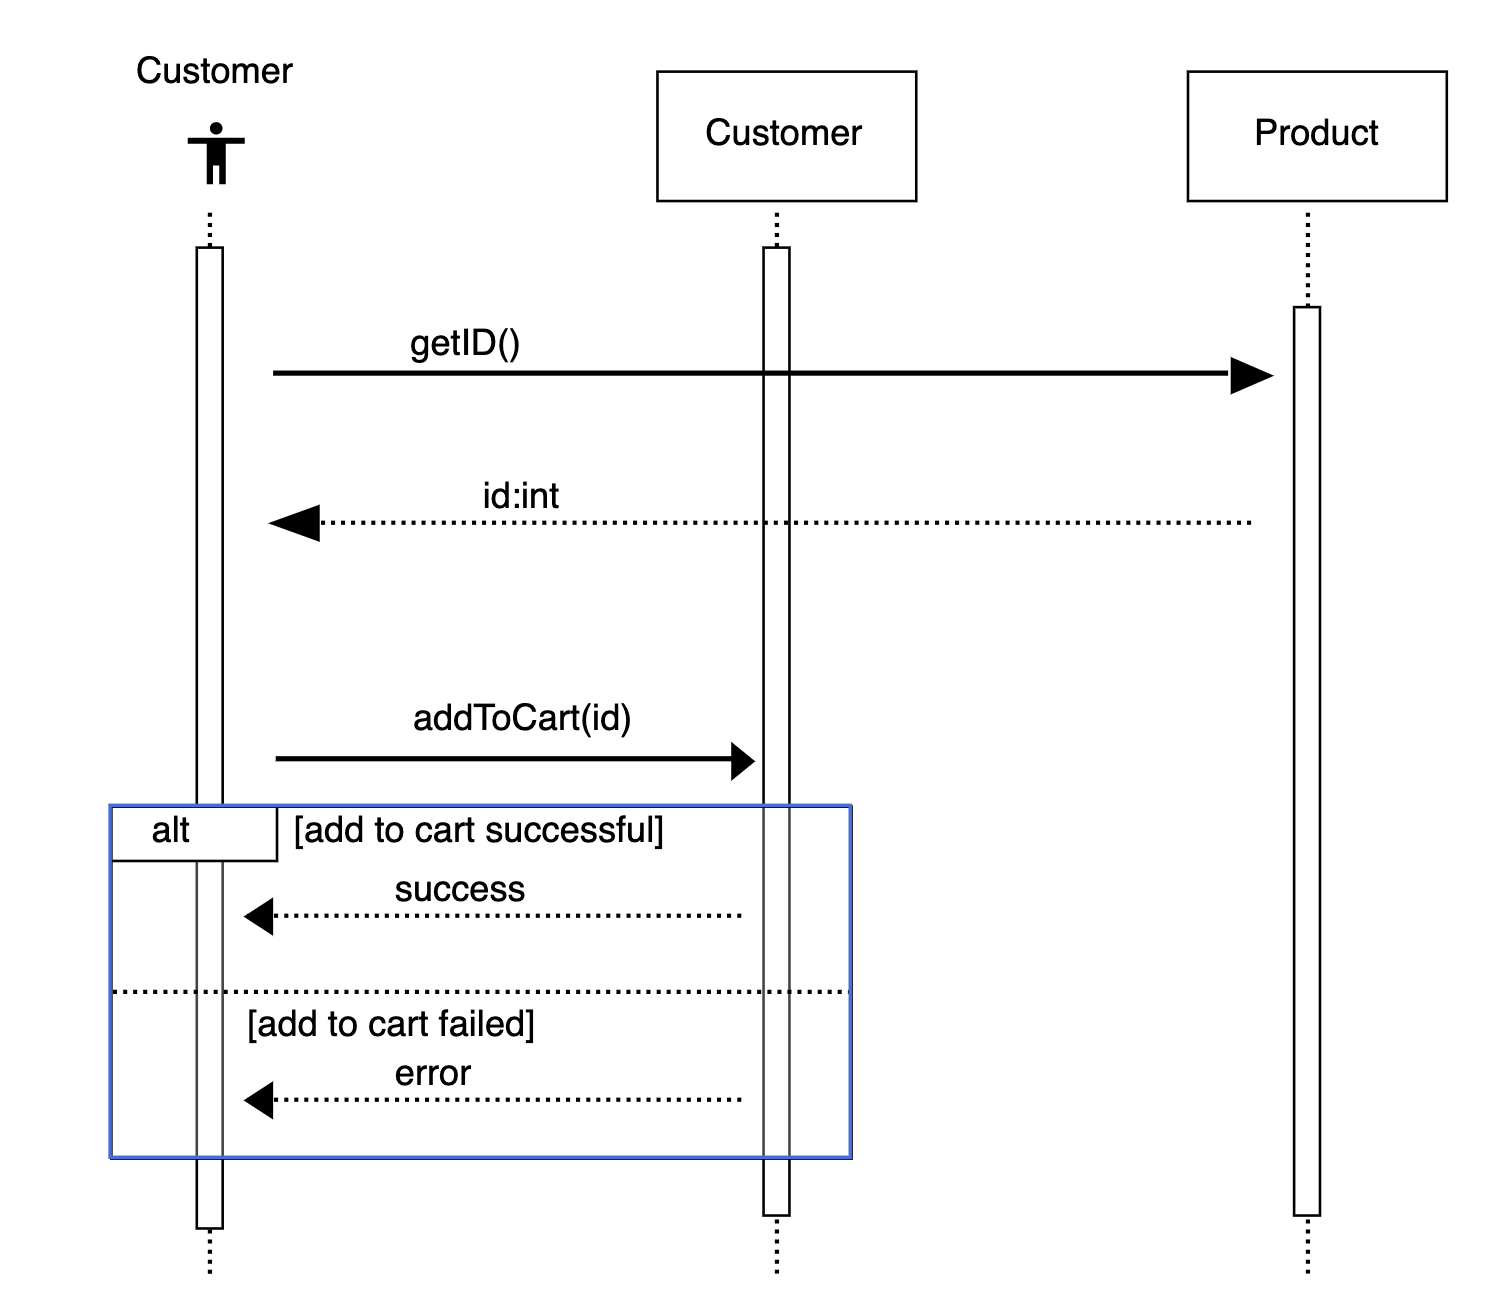 Customer
Customer
Product
getID()
id:int
addToCart(id)
alt
[add to cart successful]
success
[add to cart failed]
error